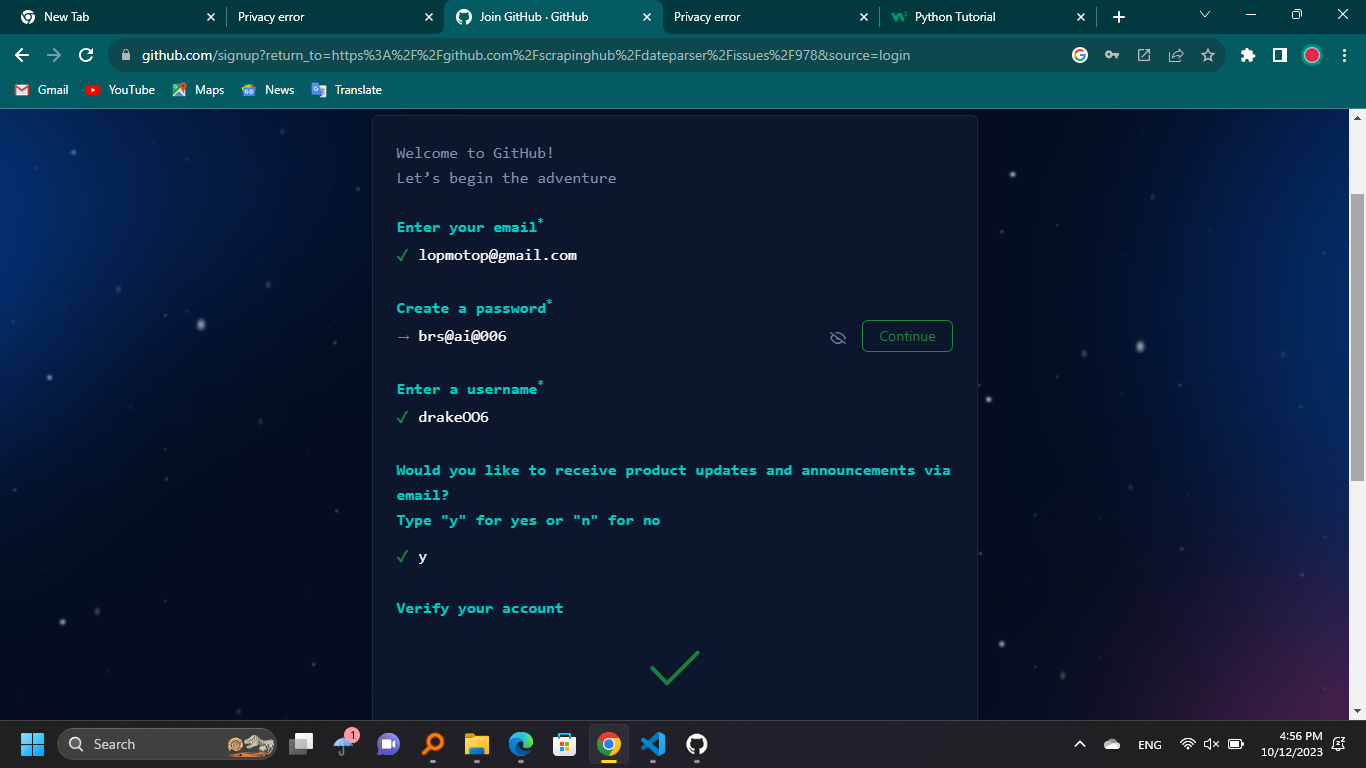 New Tab
Privacy error
Join GitHub · GitHub
Privacy error
Python Tutorial
github.com/signup?return_to=https%3A%2F%2Fgithub.com%2Fscrapinghub%2Fdateparser%2Fissues%2F978&source=login
Gmail
YouTube
Maps
News
Translate
Welcome to GitHub!
Let’s begin the adventure
Enter your email*
✓ lopmotop@gmail.com
Create a password*
→ brs@ai@006
Continue
Enter a username*
✓ drakeOO6
Would you like to receive product updates and announcements via
email?
Type "y" for yes or "n" for no
✓ y
Verify your account
Search
1
ENG
4:56 PM
10/12/2023